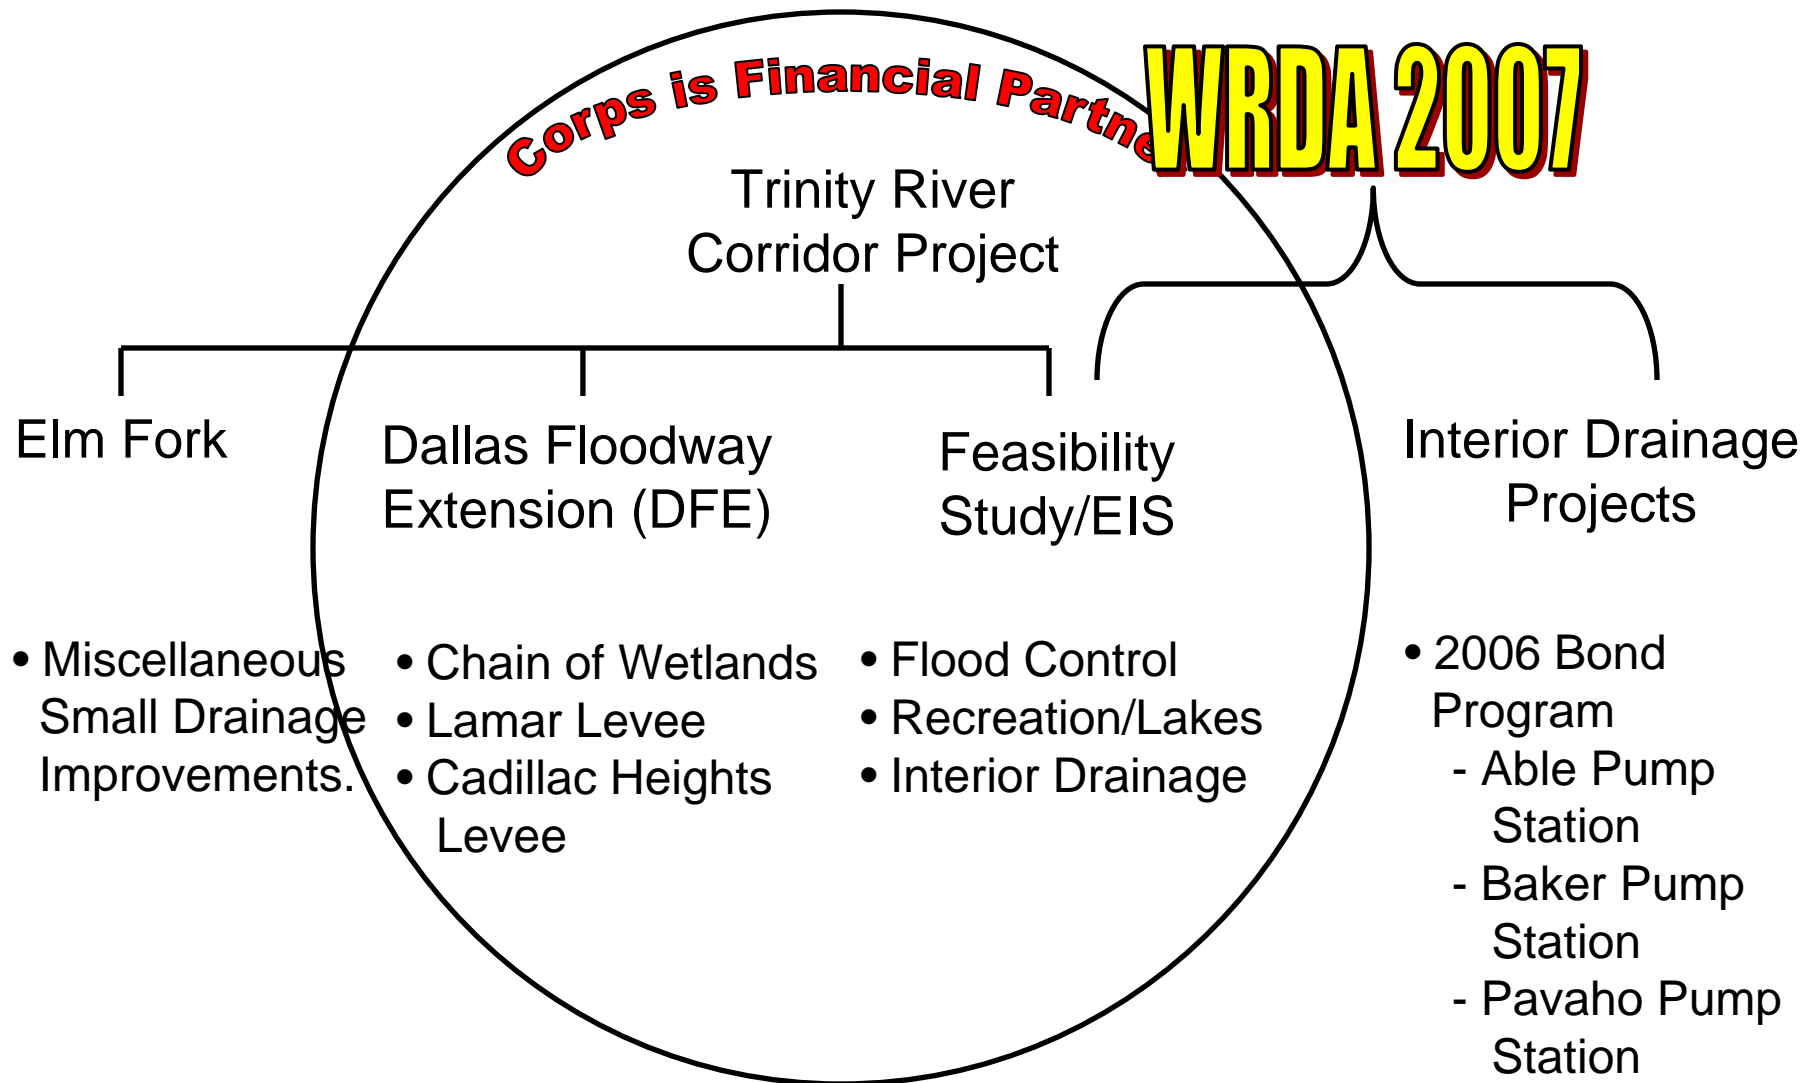 Corps is Financial Partne
WRDA 2007
Trinity River
Corridor Project
Elm Fork
• Miscellaneous
Small Drainage
Improvements.
Dallas Floodway
Extension (DFE)
• Chain of Wetlands
• Lamar Levee
• Cadillac Heights
Levee
Feasibility
Study/EIS
• Flood Control
• Recreation/Lakes
• Interior Drainage
Interior Drainage
Projects
• 2006 Bond
Program
- Able Pump
Station
- Baker Pump
Station
- Pavaho Pump
Station